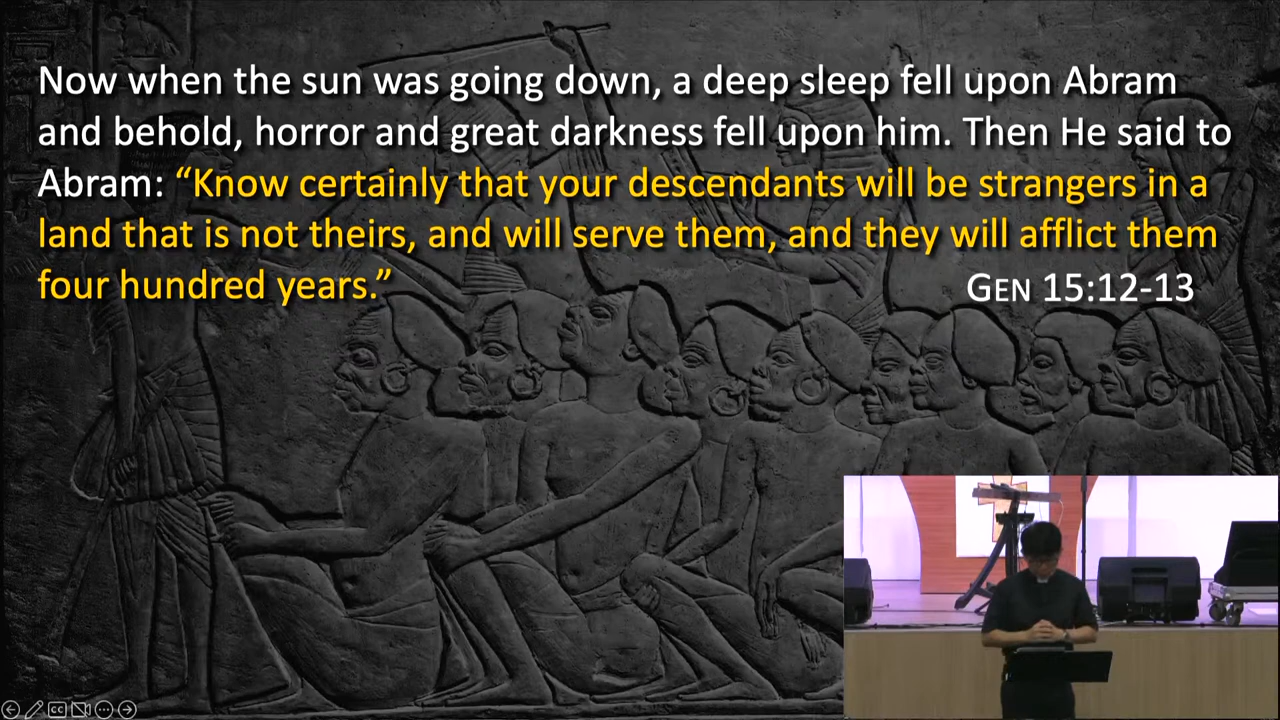 Now when the sun was going down, a deep sleep fell upon Abram
and behold, horror and great darkness fell upon him. Then He said to
Abram: “Know certainly that your descendants will be strangers in a
land that is not theirs, and will serve them, and they will afflict them
four hundred years.” GEN 15:12-13
CC